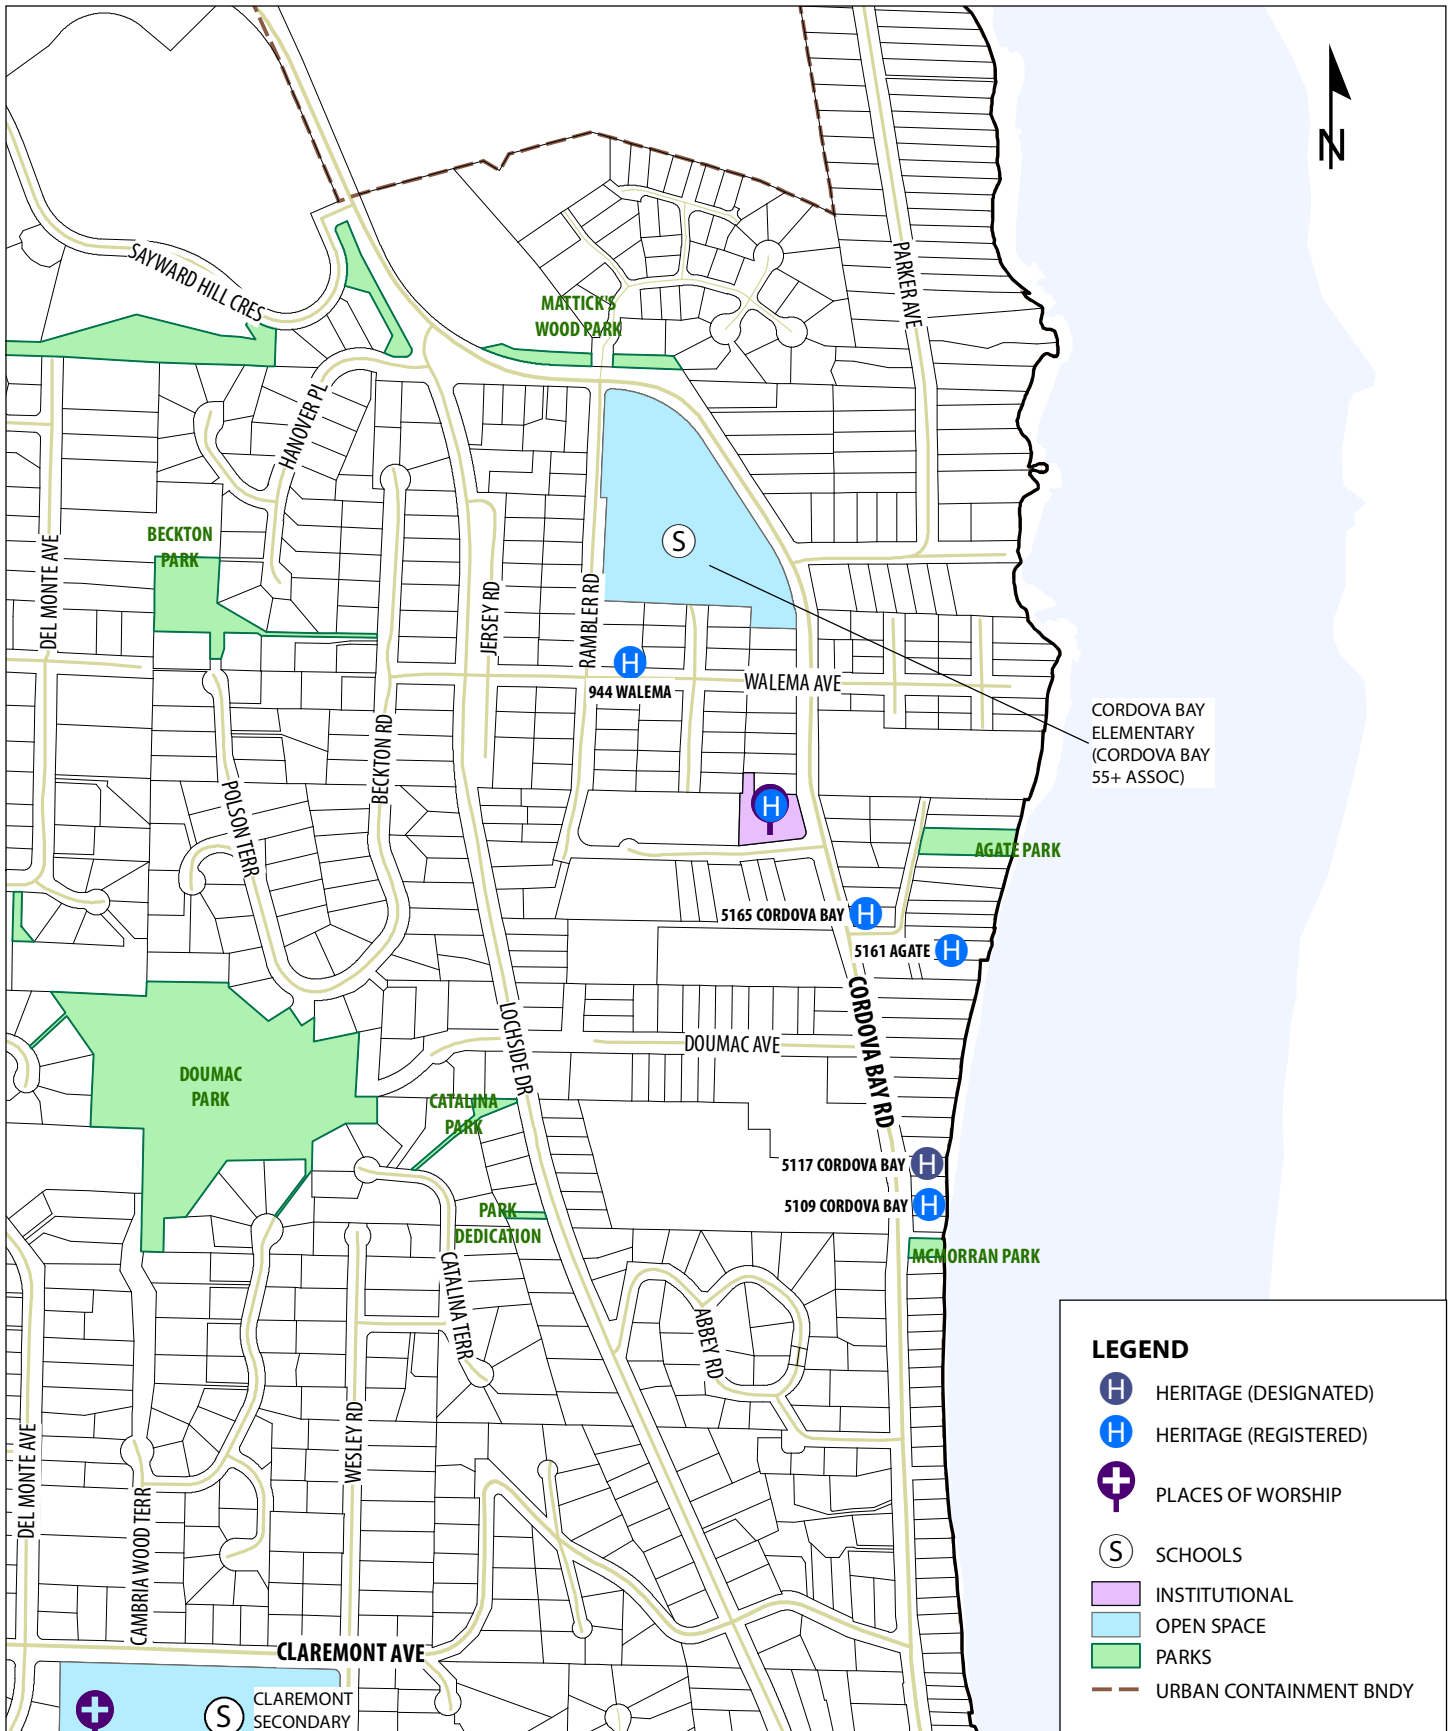 N
SAYWARD HILL CRES
PARKER AVE
MATTICK'S
WOOD PARK
HANOVER PL
BECKTON
PARK
DEL MONTE AVE
S
JERSEY RD
RAMBLER RD
H
944 WALEMA
WALEMA AVE
CORDOVA BAY
ELEMENTARY
(CORDOVA BAY
55+ ASSOC)
BECKTON RD
POLSON TERR
H
AGATE PARK
5165 CORDOVA BAY H
5161 AGATE H
CORDOVA BAY RD
LOCHSIDE DR
DOUMAC AVE
DOUMAC
PARK
CATALINA
PARK
5117 CORDOVA BAY H
5109 CORDOVA BAY H
PARK
DEDICATION
MCMORRAN PARK
CATALINA TERR
ABBEY RD
WESLEY RD
DEL MONTE AVE
CAMBRIA WOOD TERR
CLAREMONT AVE
S
CLAREMONT
SECONDARY
LEGEND
H HERITAGE (DESIGNATED)
H HERITAGE (REGISTERED)
PLACES OF WORSHIP
S SCHOOLS
INSTITUTIONAL
OPEN SPACE
PARKS
URBAN CONTAINMENT BNDY